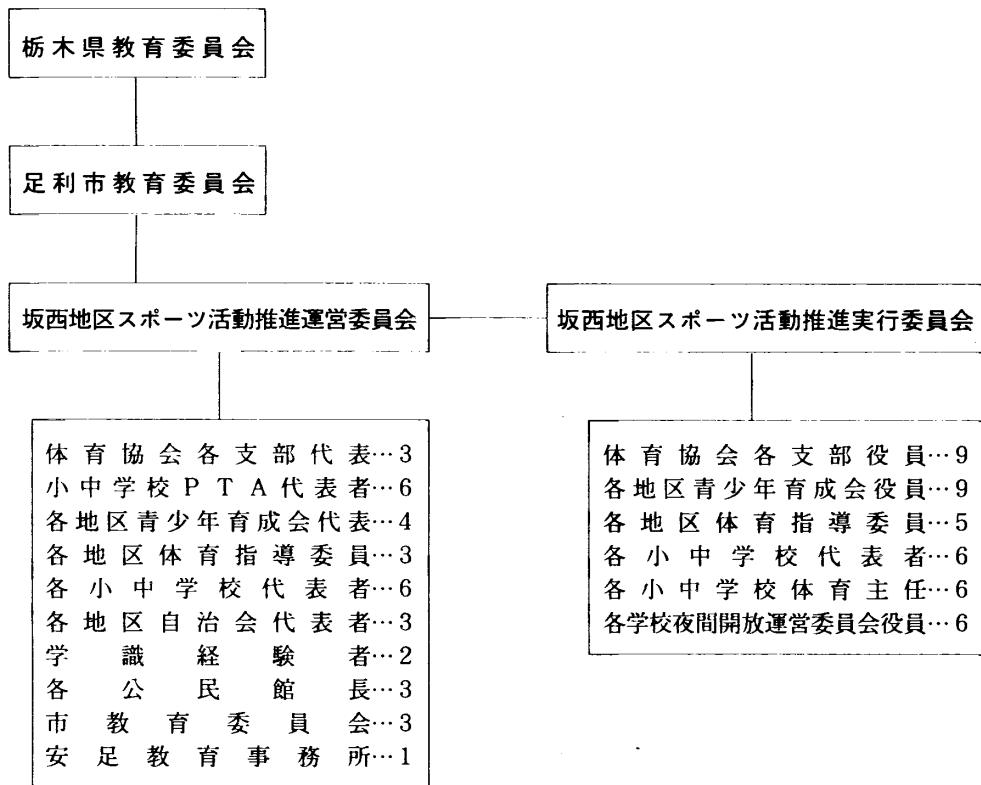 栃木県教育委員会
足利市教育委員会
坂西地区スポーツ活動推進運営委員会
坂西地区スポーツ活動推進実行委員会
体育協会各支部代表…3
小中学校PTA代表者…6
各地区青少年育成会代表…4
各地区体育指導委員…3
各小中学校代表者…6
各地区自治会代表者…3
学識経験者…2
各公民館長…3
市教育委員会…3
安足教育事務所…1
体育協会各支部役員…9
各地区青少年育成会役員…9
各地区体育指導委員…5
各小中学校代表者…6
各小中学校体育主任…6
各学校夜間開放運営委員会役員…6